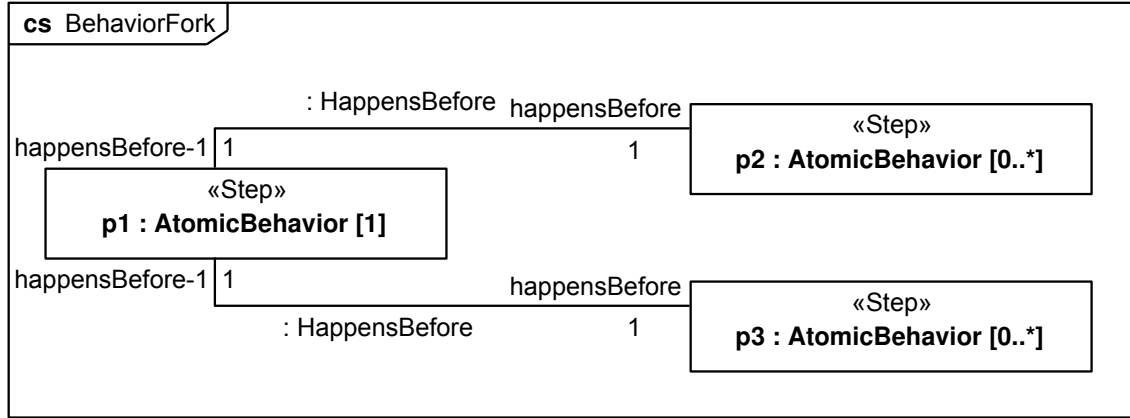 cs BehaviorFork
: HappensBefore happensBefore
happensBefore-1 1
1
«Step»
p2 : AtomicBehavior [0..*]
«Step»
p1 : AtomicBehavior [1]
happensBefore-1 1
happensBefore
: HappensBefore
1
«Step»
p3 : AtomicBehavior [0..*]